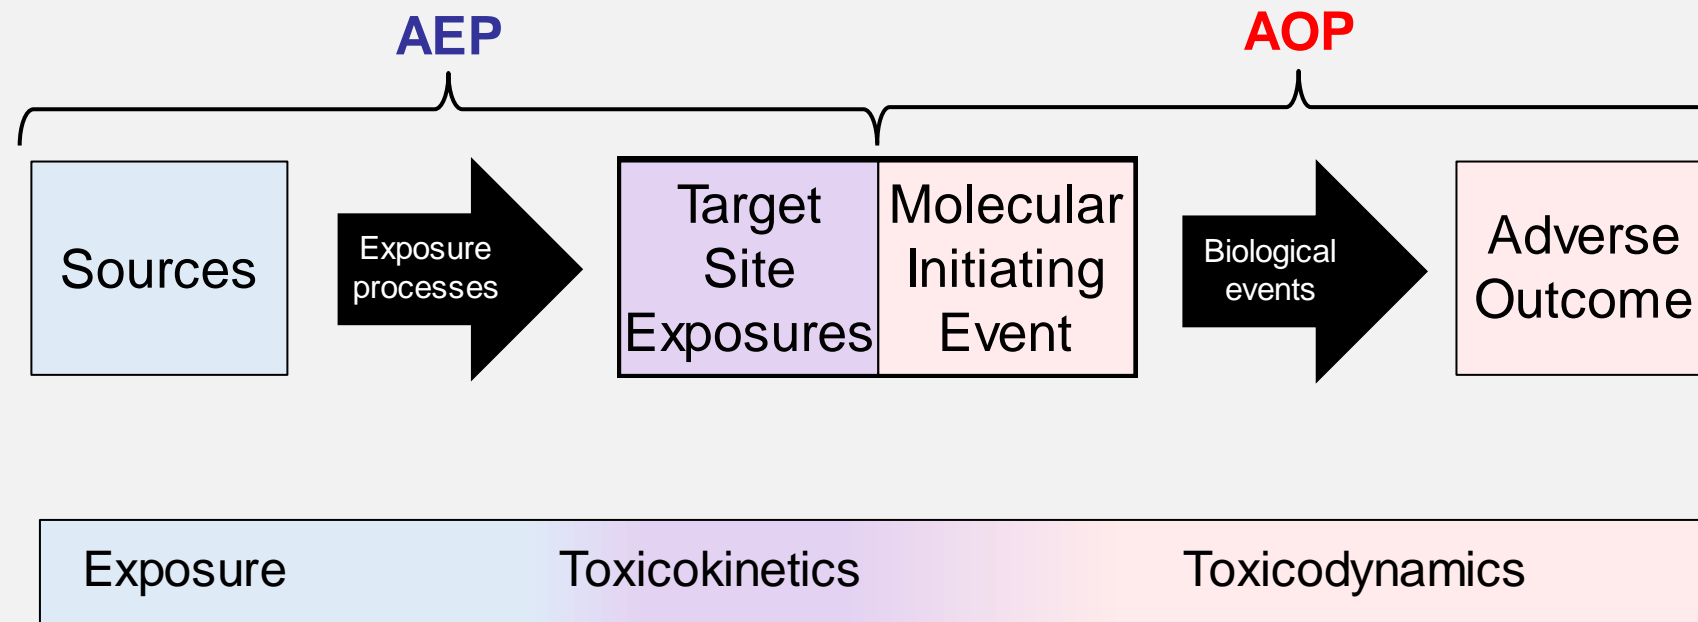 AEP
AOP
Sources
Exposure
processes
Target
Site
Exposures
Molecular
Initiating
Event
Biological
events
Adverse
Outcome
Exposure
Toxicokinetics
Toxicodynamics